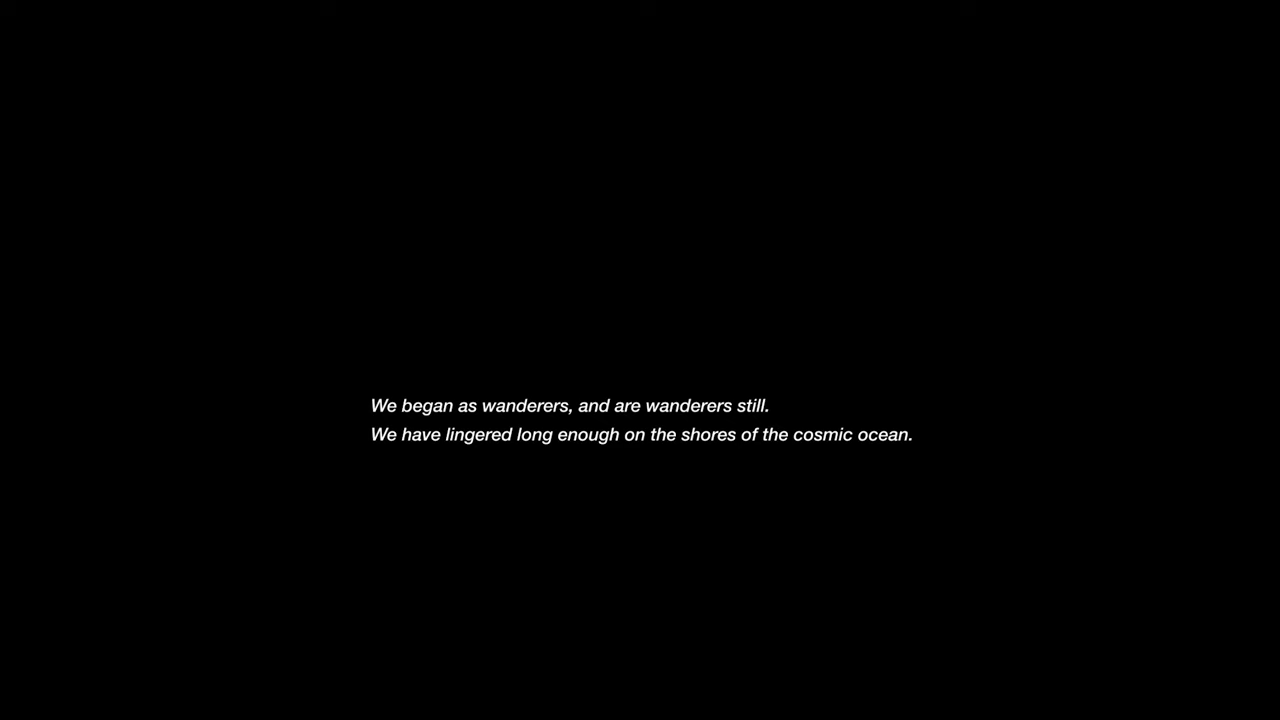 We began as wanderers, and are wanderers still.
We have lingered long enough on the shores of the cosmic ocean.